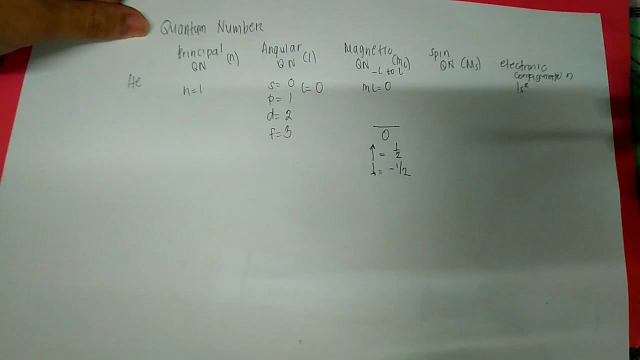 Quantum Numbers
Principal QN (n)
Angular QN (l)
Magnetic QN (ml)
-l to l
Spin QN (Ms)
electronic
He
n=1
s= 0 l=0
ml=0
1s²
p= 1
d= 2
f= 3
0
↑= 1/2
↓= -1/2